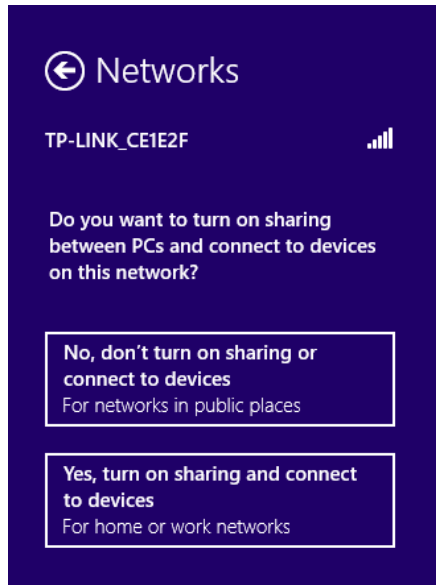 Networks
TP-LINK_CE1E2F
Do you want to turn on sharing
between PCs and connect to devices
on this network?
No, don't turn on sharing or
connect to devices
For networks in public places
Yes, turn on sharing and connect
to devices
For home or work networks